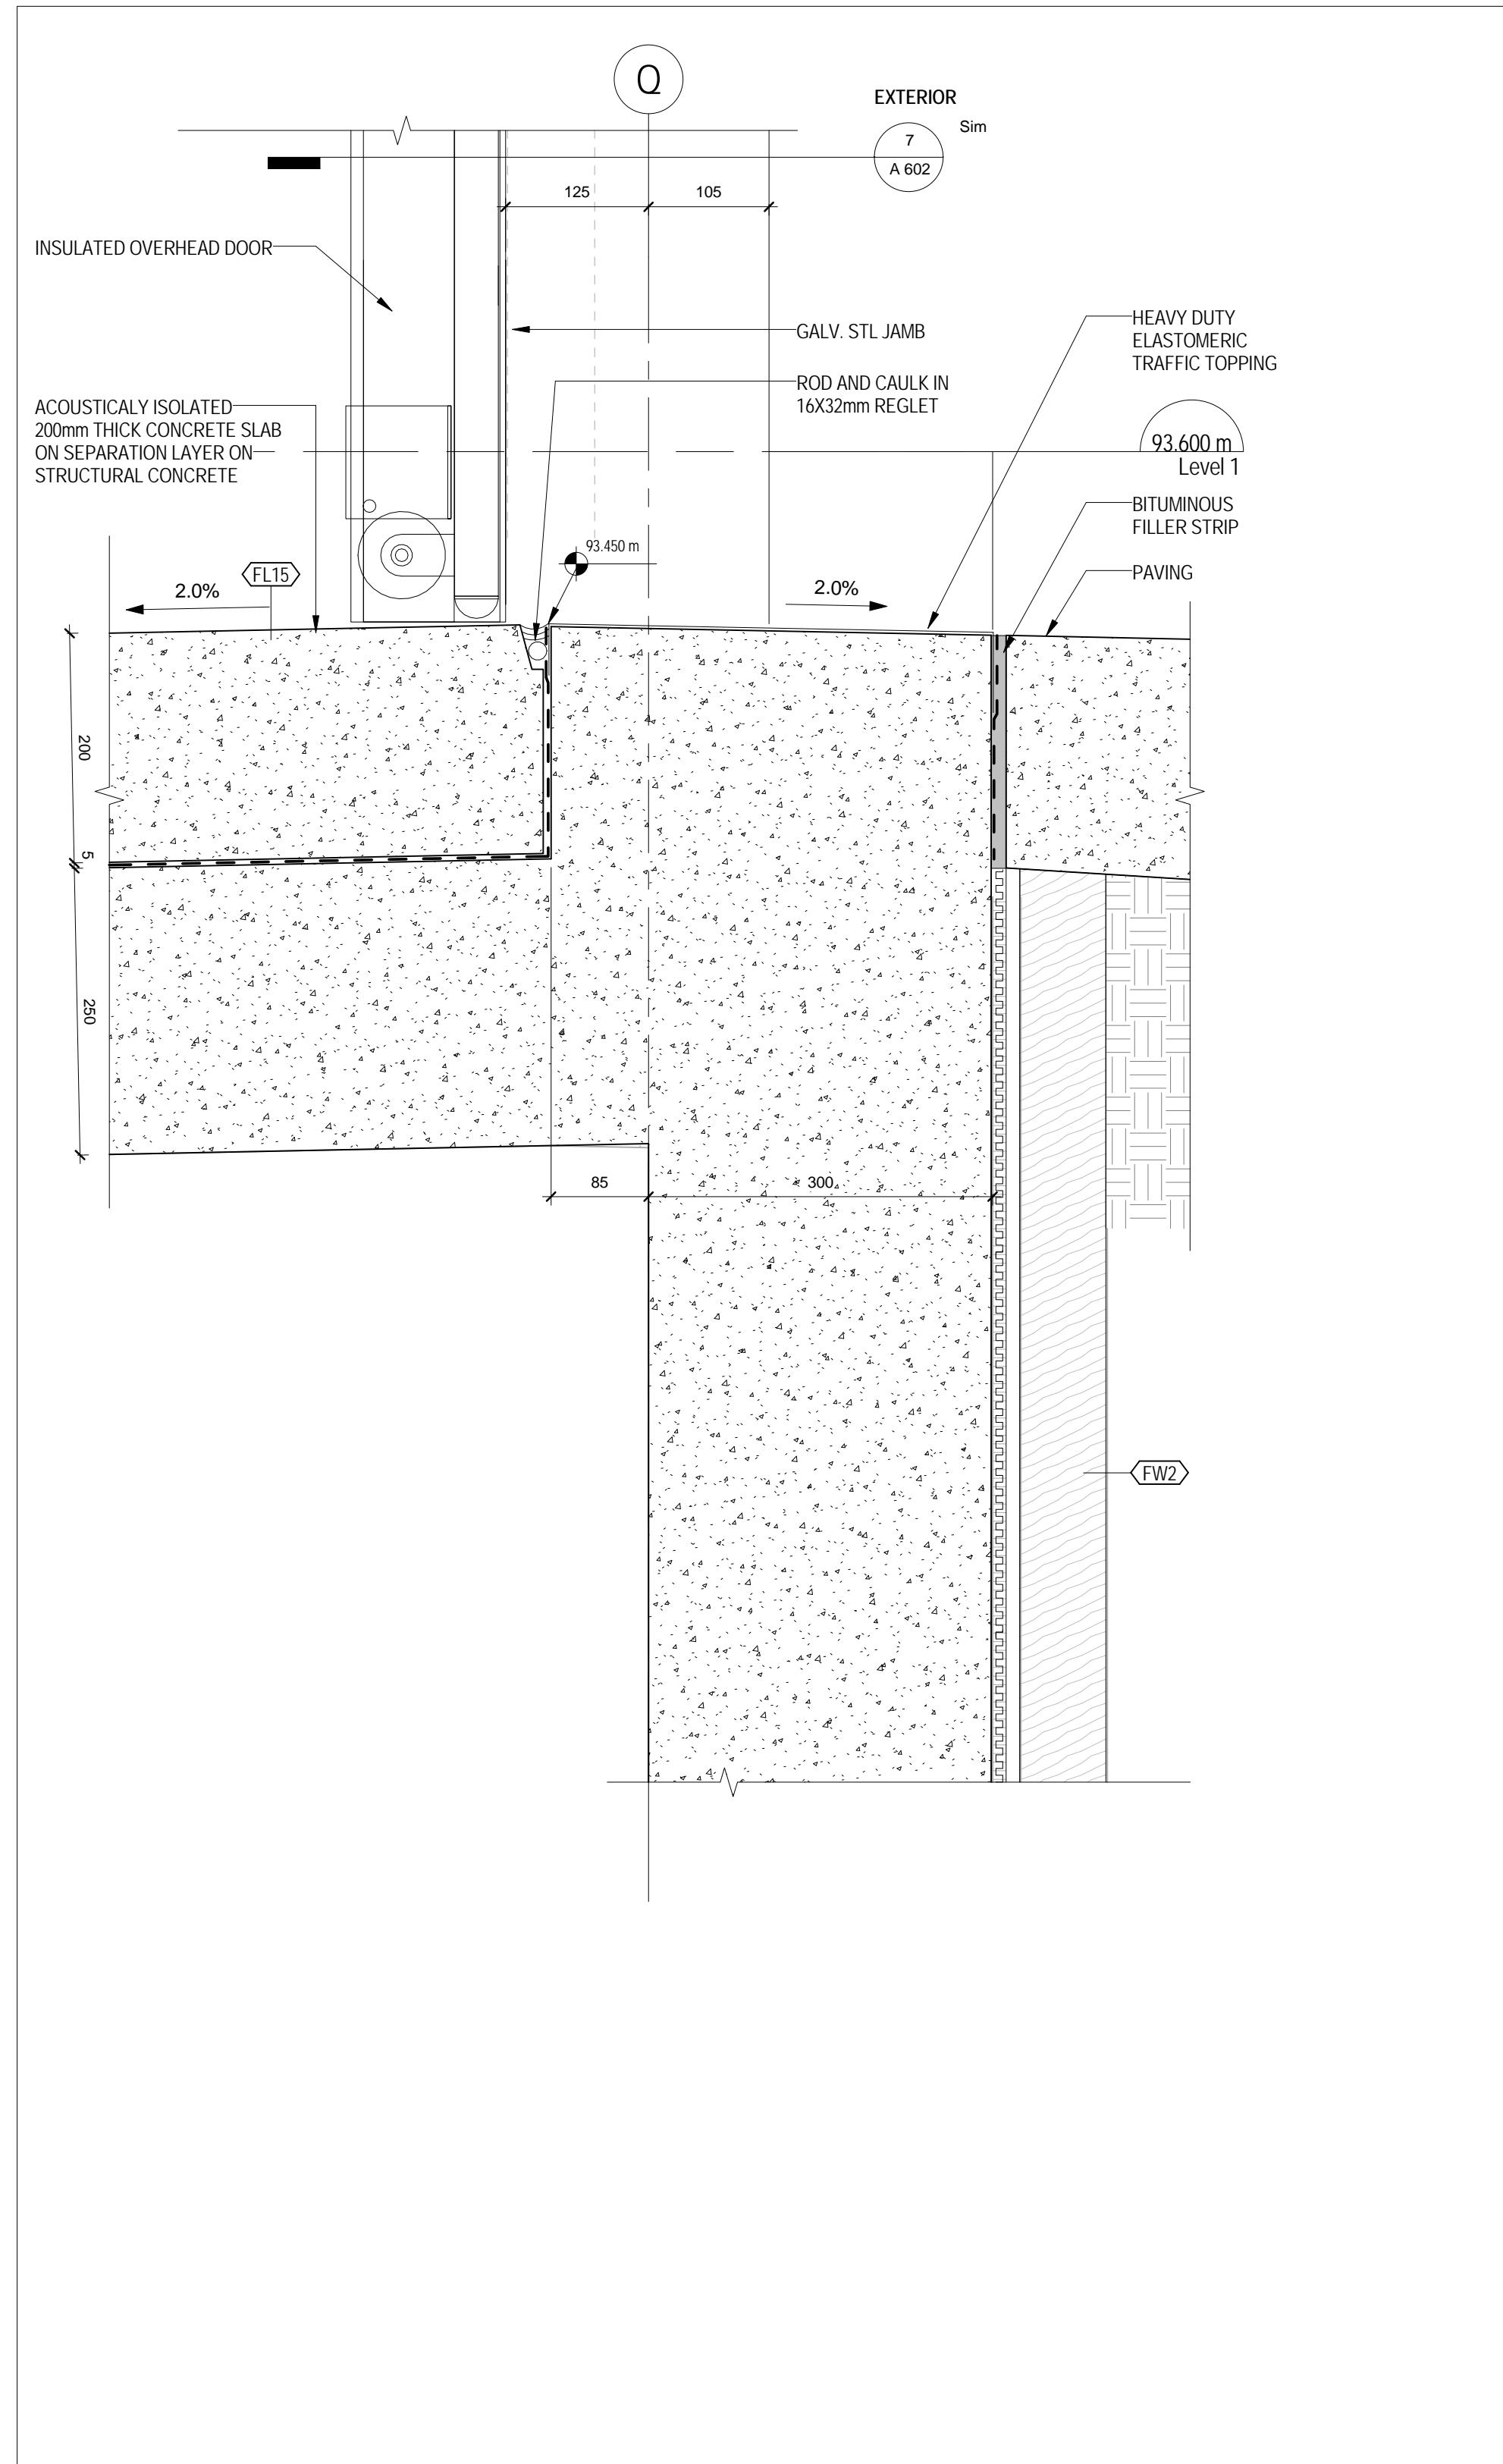 Q
EXTERIOR
Sim
7
A 602
125
105
INSULATED OVERHEAD DOOR
GALV. STL JAMB
HEAVY DUTY
ELASTOMERIC
TRAFFIC TOPPING
ROD AND CAULK IN
16X32mm REGLET
ACOUSTICALY ISOLATED
200mm THICK CONCRETE SLAB
ON SEPARATION LAYER ON
STRUCTURAL CONCRETE
93.600 m
Level 1
BITUMINOUS
FILLER STRIP
93.450 m
PAVING
FL15
2.0%
2.0%
200
5
250
85
300
FW2